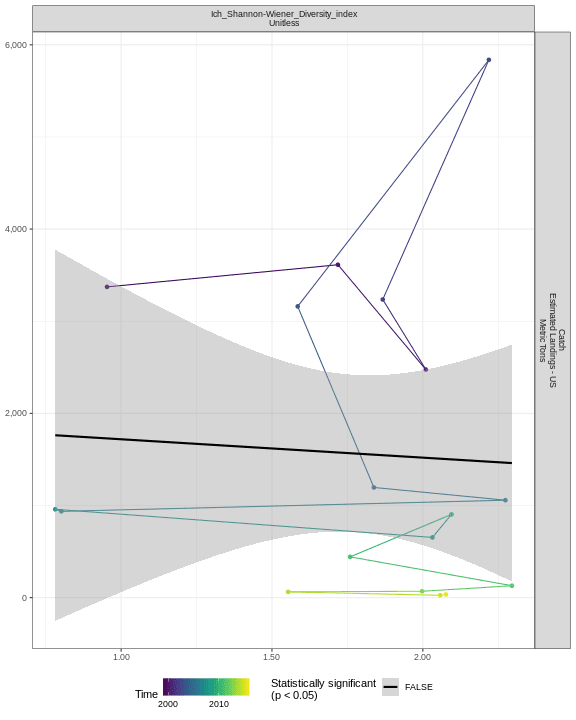 Ich_Shannon-Wiener_Diversity_index
Unitless
6,000
4,000
2,000
0
Catch
Estimated Landings - US
Metric Tons
1.00
1.50
2.00
Time
2000
2010
Statistically significant
(p < 0.05)
FALSE